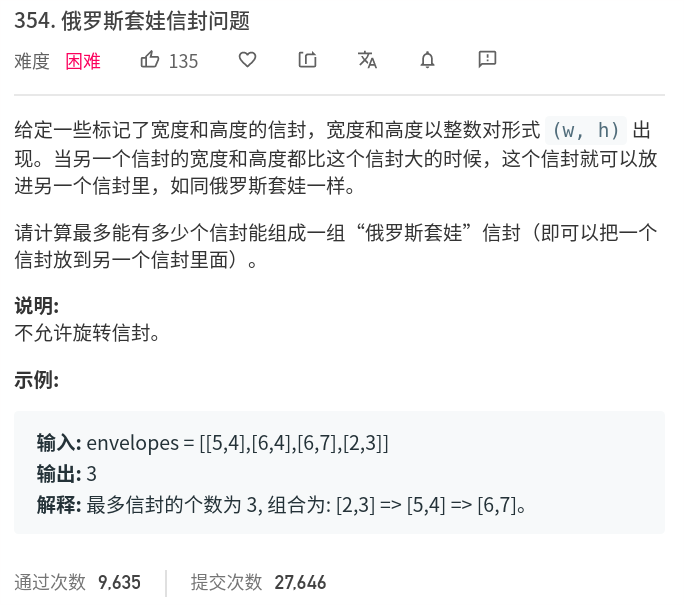 354. 俄罗斯套娃信封问题
难度 困难 135
给定一些标记了宽度和高度的信封，宽度和高度以整数对形式 (w, h) 出
现。当另一个信封的宽度和高度都比这个信封大的时候，这个信封就可以放
进另一个信封里，如同俄罗斯套娃一样。
请计算最多能有多少个信封能组成一组“俄罗斯套娃”信封（即可以把一个
信封放到另一个信封里面）。
说明:
不允许旋转信封。
示例:
输入: envelopes = [[5,4],[6,4],[6,7],[2,3]]
输出: 3
解释: 最多信封的个数为 3, 组合为: [2,3] => [5,4] => [6,7]。
通过次数 9,635 提交次数 27,646